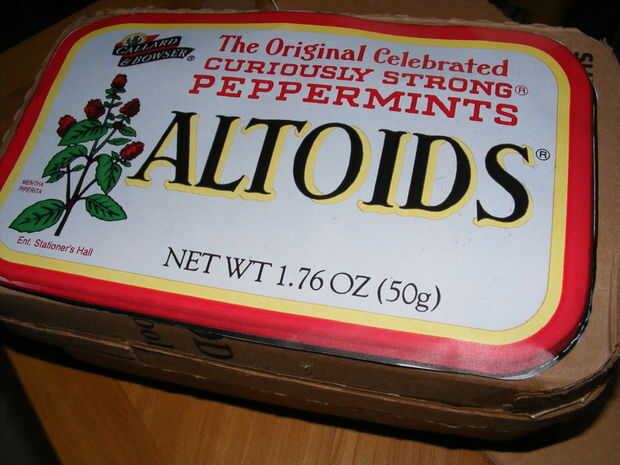 CALLARD
& BOWSER®
The Original Celebrated
CURIOUSLY STRONG®
PEPPERMINTS
ALTOIDS®
MENTHA
PIPERITA
Ent. Stationer's Hall
NET WT 1.76 OZ (50g)